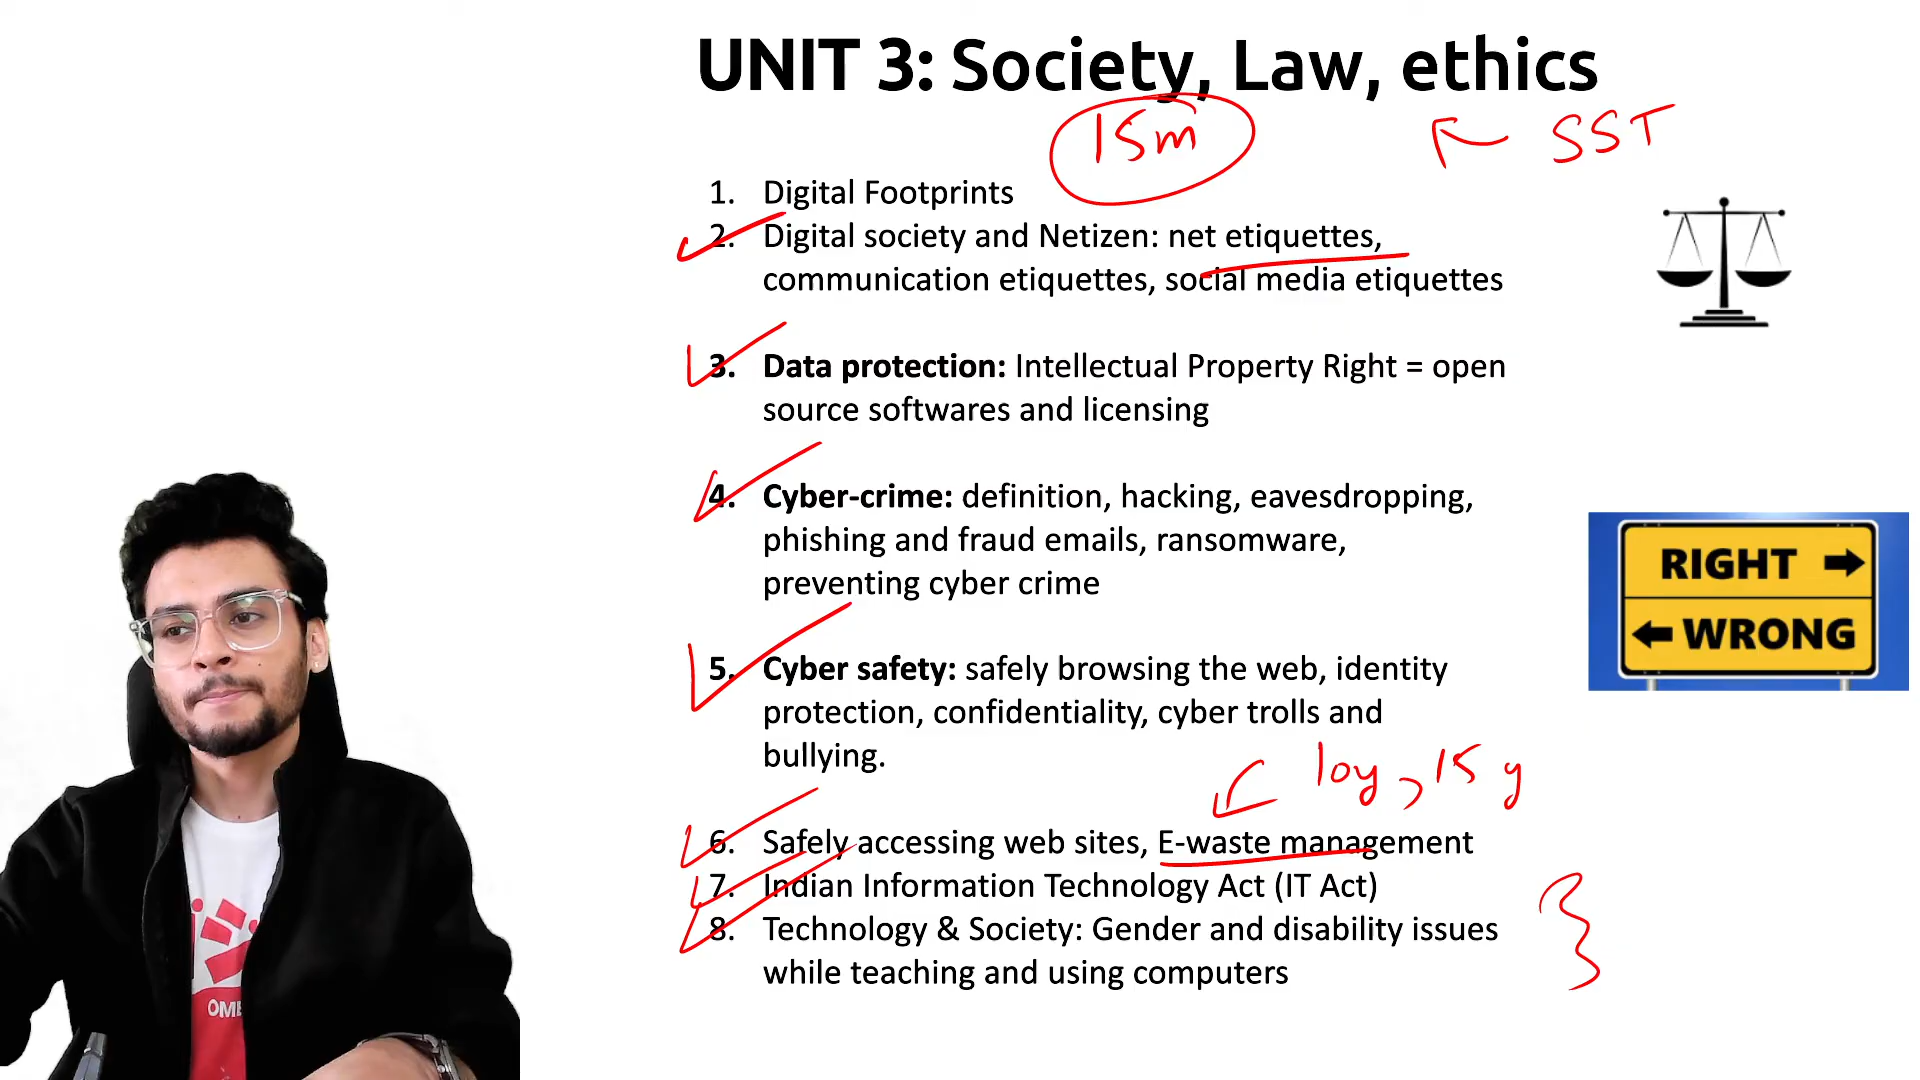 UNIT 3: Society, Law, ethics
15m
SST
1. Digital Footprints
2. Digital society and Netizen: net etiquettes,
communication etiquettes, social media etiquettes
3. Data protection: Intellectual Property Right = open
source softwares and licensing
4. Cyber-crime: definition, hacking, eavesdropping,
phishing and fraud emails, ransomware,
preventing cyber crime
RIGHT
WRONG
5. Cyber safety: safely browsing the web, identity
protection, confidentiality, cyber trolls and
bullying.
10y, 15y
6. Safely accessing web sites, E-waste management
7. Indian Information Technology Act (IT Act)
8. Technology & Society: Gender and disability issues
while teaching and using computers